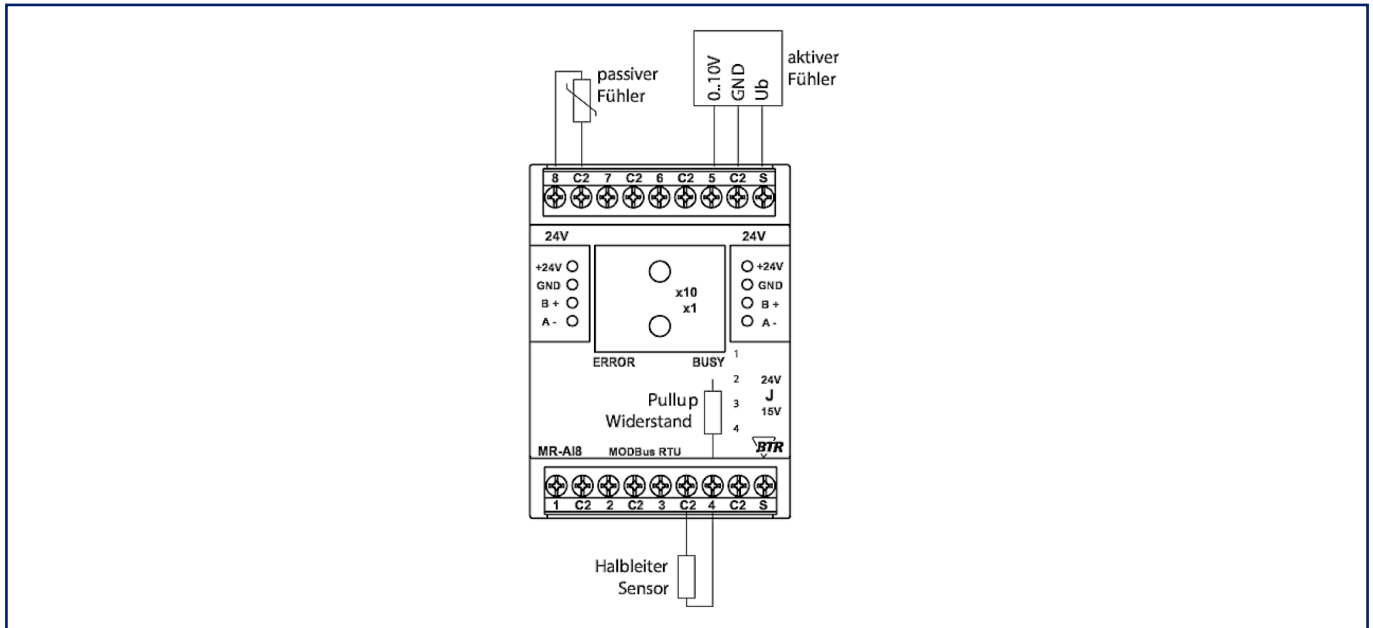 passiver
Fühler
0..10V
GND
Ub
aktiver
Fühler
8 C2 7 C2 6 C2 5 C2 S
24V 24V
+24V +24V
GND GND
B + B +
A - A -
x10
x1
ERROR BUSY
1
2
3
4
24V
J
15V
Pullup
Widerstand
MR-AI8 MODBus RTU BTR
1 C2 2 C2 3 C2 4 C2 S
Halbleiter
Sensor